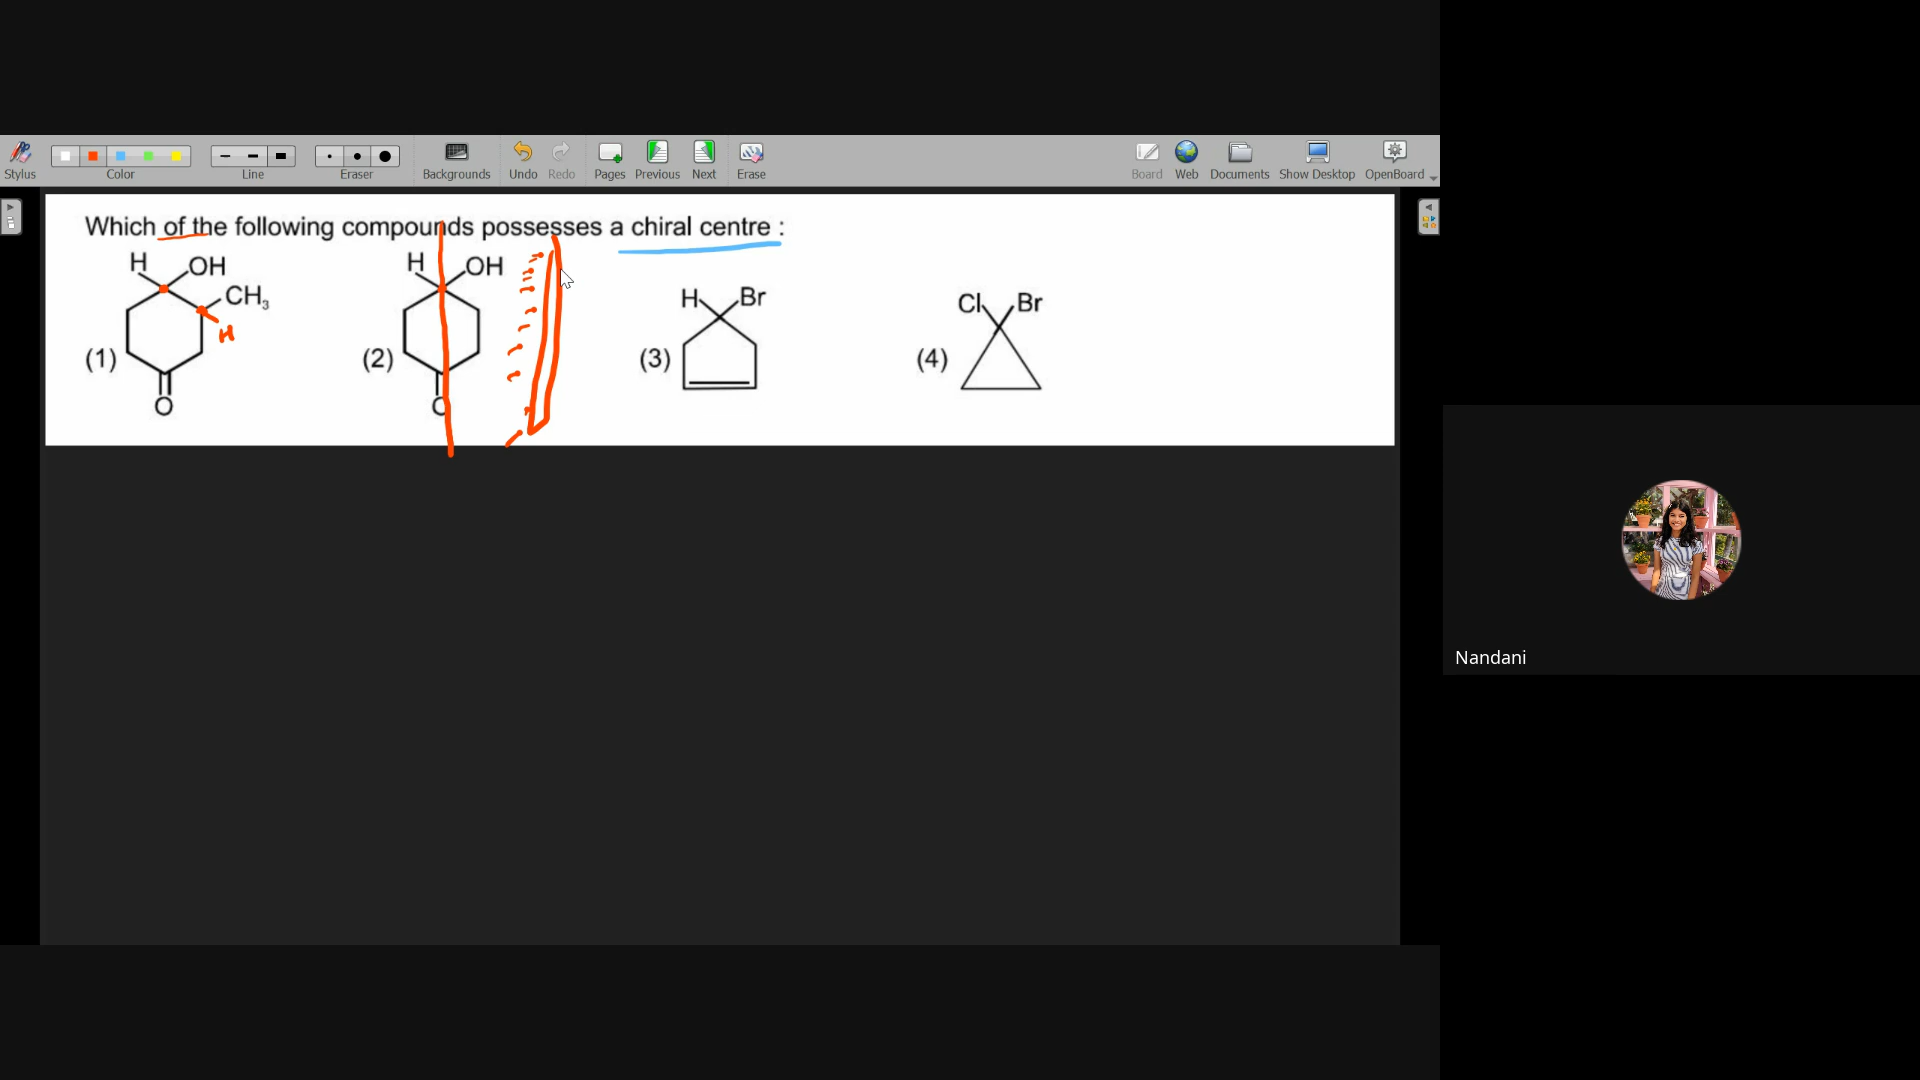 Stylus Color Line Eraser Backgrounds Undo Redo Pages Previous Next Erase Board Web Documents Show Desktop OpenBoard
Which of the following compounds possesses a chiral centre :
H OH CH3 H O
H OH O
H Br
Cl Br
(1) (2) (3) (4)
Nandani